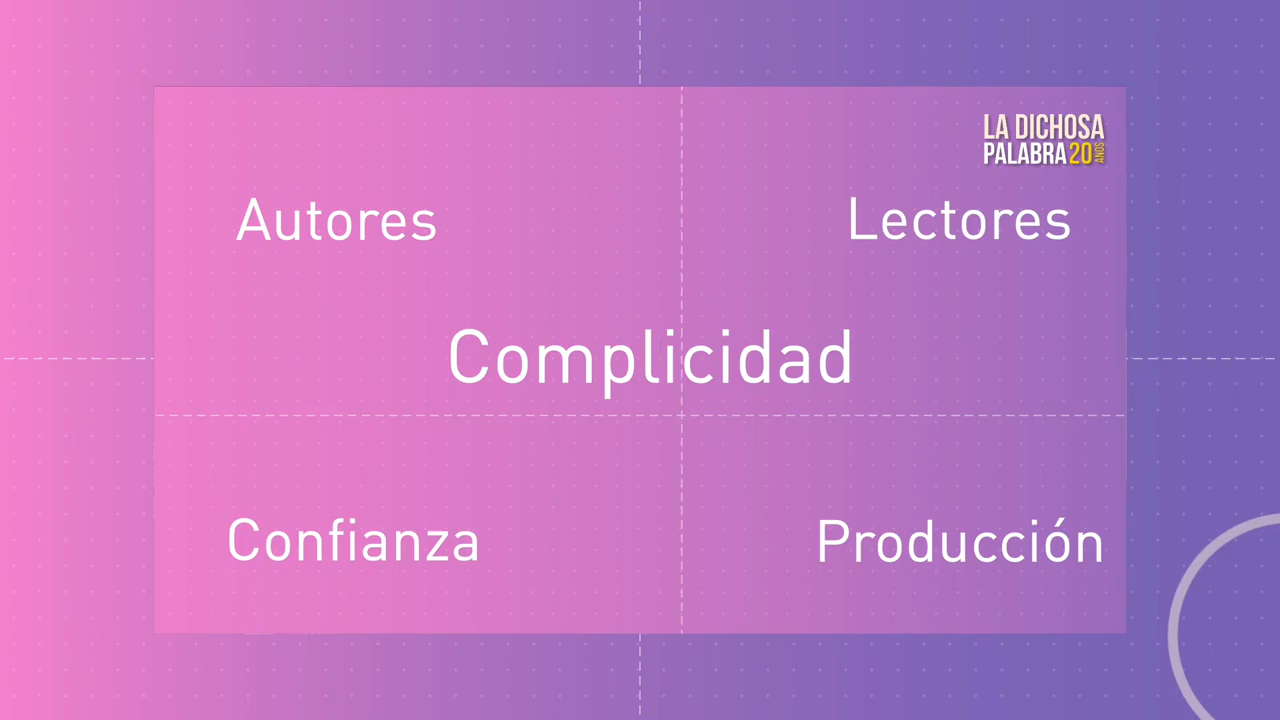 LA DICHOSA
PALABRA 20 AÑOS
Autores
Lectores
Complicidad
Confianza
Producción